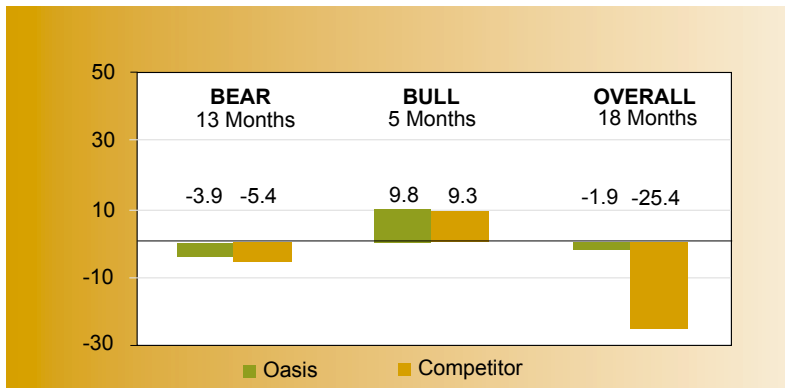 50
30
10
-10
-30
BEAR
13 Months
BULL
5 Months
OVERALL
18 Months
-3.9 -5.4
9.8 9.3
-1.9 -25.4
Oasis
Competitor